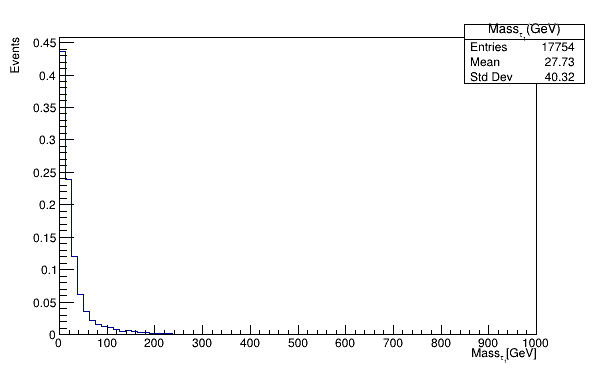 Mass_τ₁(GeV)
Entries 17754
Mean 27.73
Std Dev 40.32
Events
0.45
0.4
0.35
0.3
0.25
0.2
0.15
0.1
0.05
0
0 100 200 300 400 500 600 700 800 900 1000
Mass_τ₁[GeV]